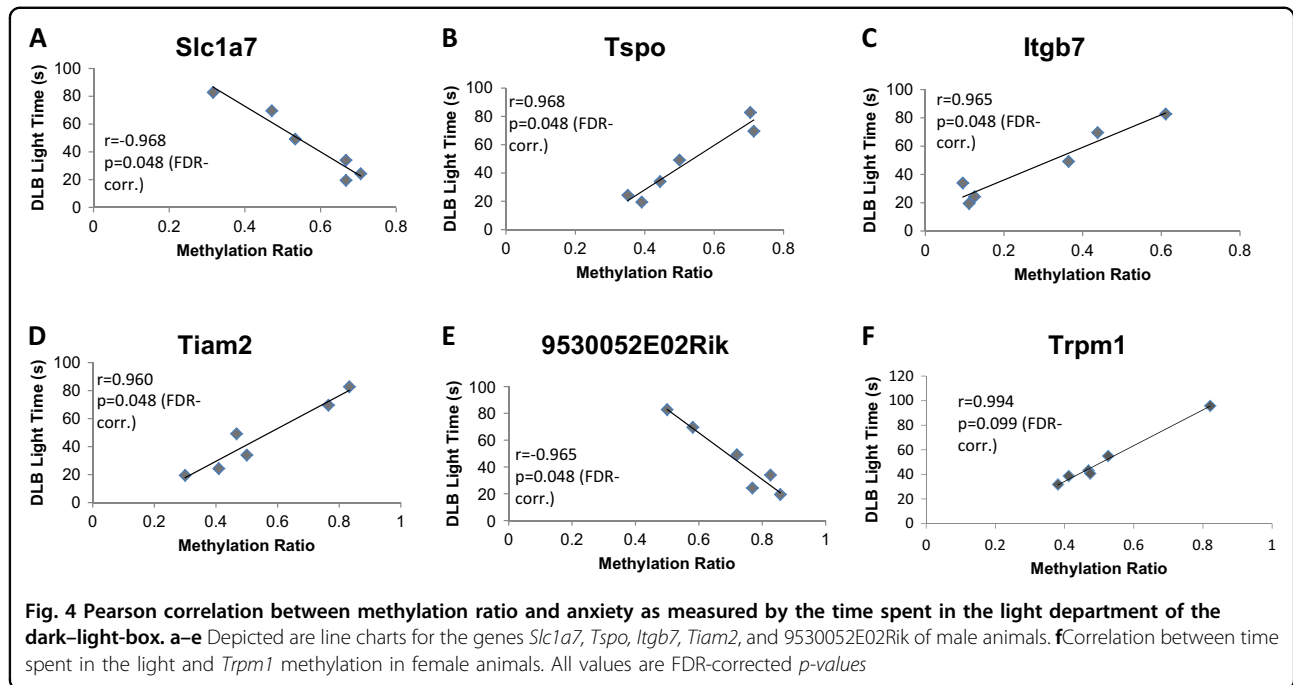 A
Slc1a7
DLB Light Time (s)
100
80
60
40
20
0
r=-0.968
p=0.048 (FDR-
corr.)
0 0.2 0.4 0.6 0.8
Methylation Ratio
B
Tspo
DLB Light Time (s)
100
80
60
40
20
0
r=0.968
p=0.048 (FDR-
corr.)
0 0.2 0.4 0.6 0.8
Methylation Ratio
C
Itgb7
DLB Light Time (s)
100
80
60
40
20
0
r=0.965
p=0.048 (FDR-
corr.)
0 0.2 0.4 0.6 0.8
Methylation Ratio
D
Tiam2
DLB Light Time (s)
100
80
60
40
20
0
r=0.960
p=0.048 (FDR-
corr.)
0 0.2 0.4 0.6 0.8 1
Methylation Ratio
E
9530052E02Rik
DLB Light Time (s)
100
80
60
40
20
0
r=-0.965
p=0.048 (FDR-
corr.)
0 0.2 0.4 0.6 0.8 1
Methylation Ratio
F
Trpm1
DLB Light Time (s)
120
100
80
60
40
20
0
r=0.994
p=0.099 (FDR-
corr.)
0 0.2 0.4 0.6 0.8 1
Methylation Ratio
Fig. 4 Pearson correlation between methylation ratio and anxiety as measured by the time spent in the light department of the
dark–light-box. a–e Depicted are line charts for the genes Slc1a7, Tspo, Itgb7, Tiam2, and 9530052E02Rik of male animals. fCorrelation between time
spent in the light and Trpm1 methylation in female animals. All values are FDR-corrected p-values